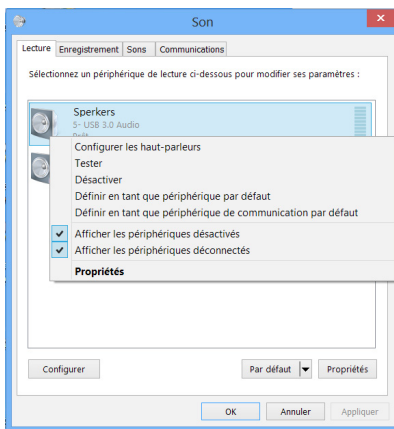 Son
Lecture Enregistrement Sons Communications
Sélectionnez un périphérique de lecture ci-dessous pour modifier ses paramètres :
Sperkers
5- USB 3.0 Audio
Prêt
Configurer les haut-parleurs
Tester
Désactiver
Définir en tant que périphérique par défaut
Définir en tant que périphérique de communication par défaut
Afficher les périphériques désactivés
Afficher les périphériques déconnectés
Propriétés
Configurer Par défaut Propriétés
OK Annuler Appliquer